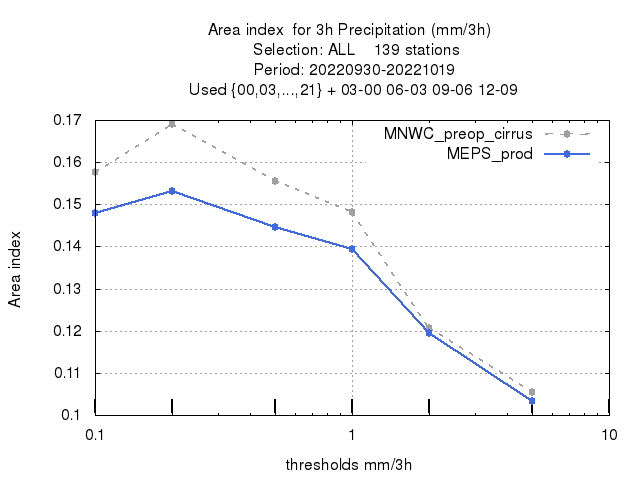 Area index  for 3h Precipitation (mm/3h)
Selection: ALL    139 stations
Period: 20220930-20221019
Used {00,03,...,21} + 03-00 06-03 09-06 12-09
MNWC_preop_cirrus
MEPS_prod
0.17
0.16
0.15
0.14
0.13
0.12
0.11
0.1
Area index
0.1
1
10
thresholds mm/3h